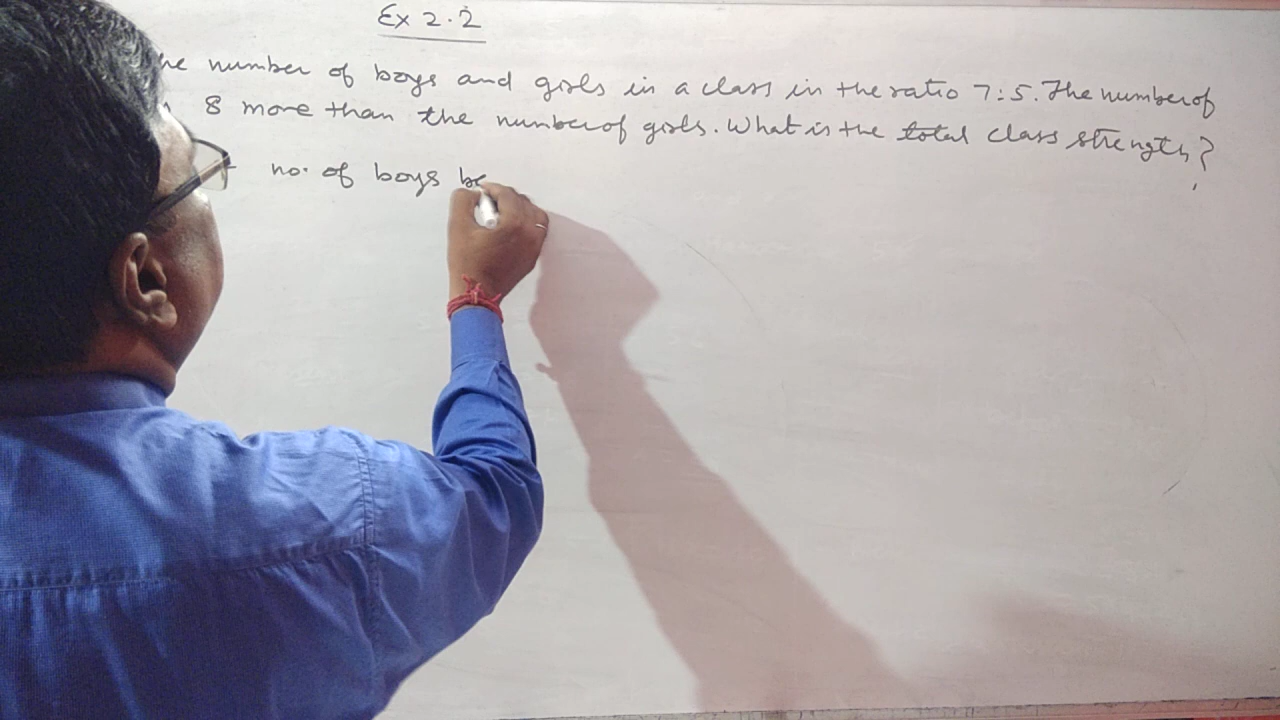 Ex 2.2
he number of boys and girls in a class in the ratio 7:5. The number of
8 more than the number of girls. What is the total class strength?
no. of boys be